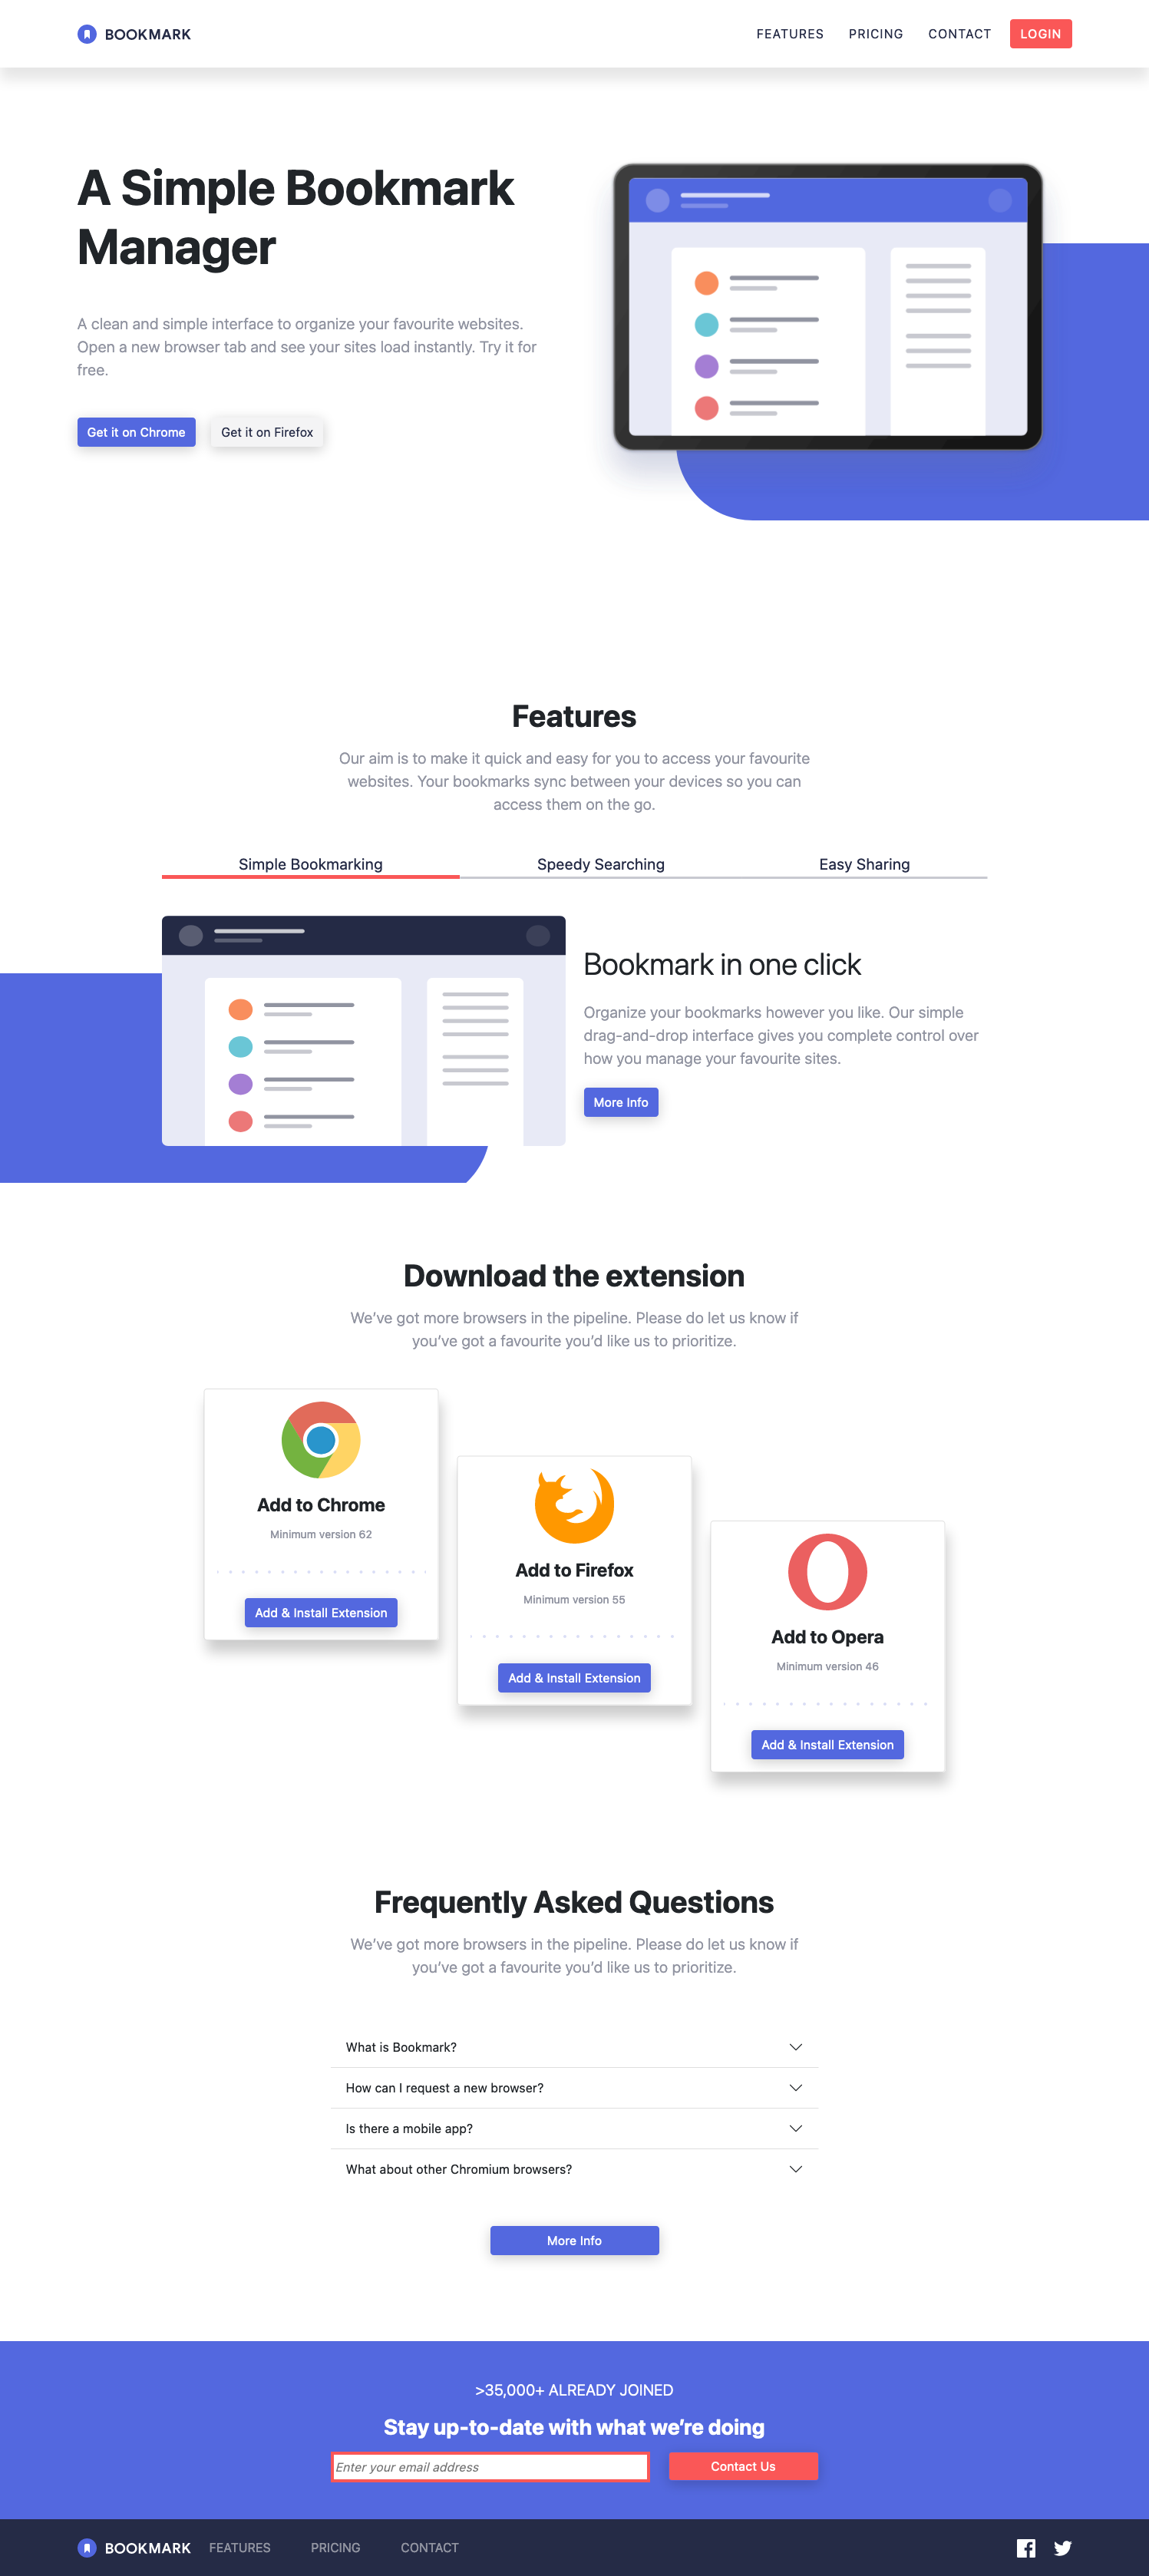 BOOKMARK
FEATURES PRICING CONTACT LOGIN
A Simple Bookmark
Manager
A clean and simple interface to organize your favourite websites.
Open a new browser tab and see your sites load instantly. Try it for
free.
Get it on Chrome Get it on Firefox
Features
Our aim is to make it quick and easy for you to access your favourite
websites. Your bookmarks sync between your devices so you can
access them on the go.
Simple Bookmarking Speedy Searching Easy Sharing
Bookmark in one click
Organize your bookmarks however you like. Our simple
drag-and-drop interface gives you complete control over
how you manage your favourite sites.
More Info
Download the extension
We’ve got more browsers in the pipeline. Please do let us know if
you’ve got a favourite you’d like us to prioritize.
Add to Chrome
Minimum version 62
Add & Install Extension
Add to Firefox
Minimum version 55
Add & Install Extension
Add to Opera
Minimum version 46
Add & Install Extension
Frequently Asked Questions
We’ve got more browsers in the pipeline. Please do let us know if
you’ve got a favourite you’d like us to prioritize.
What is Bookmark?
How can I request a new browser?
Is there a mobile app?
What about other Chromium browsers?
More Info
>35,000+ ALREADY JOINED
Stay up-to-date with what we’re doing
Enter your email address Contact Us
BOOKMARK FEATURES PRICING CONTACT